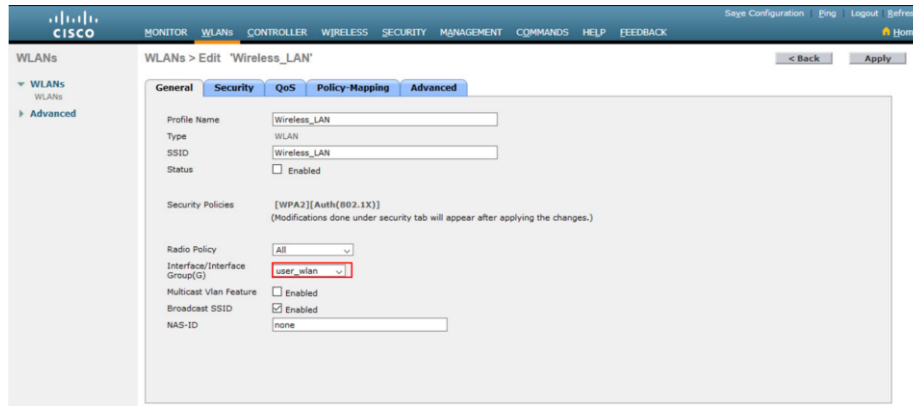 Save Configuration | Ping | Logout | Refres
CISCO
MONITOR WLANs CONTROLLER WIRELESS SECURITY MANAGEMENT COMMANDS HELP FEEDBACK
Hom
WLANs
WLANs > Edit 'Wireless_LAN'
< Back
Apply
WLANs
WLANs
Advanced
General Security QoS Policy-Mapping Advanced
Profile Name Wireless_LAN
Type WLAN
SSID Wireless_LAN
Status Enabled
Security Policies [WPA2][Auth(802.1X)]
(Modifications done under security tab will appear after applying the changes.)
Radio Policy All
Interface/Interface
Group(G) user_wlan
Multicast Vlan Feature Enabled
Broadcast SSID Enabled
NAS-ID none